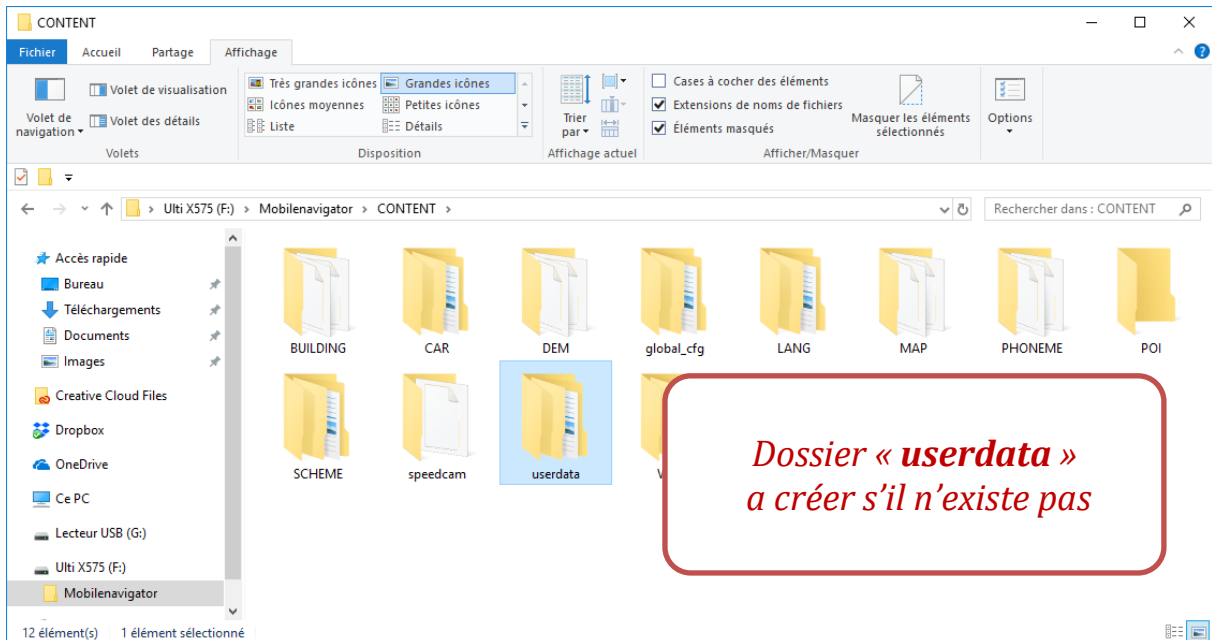 CONTENT
Fichier Accueil Partage Affichage
Volet de navigation
Volet de visualisation
Volet des détails
Volets
Très grandes icônes Grandes icônes
Icônes moyennes Petites icônes
Liste Détails
Disposition
Trier par
Affichage actuel
Cases à cocher des éléments
Extensions de noms de fichiers
Éléments masqués
Masquer les éléments sélectionnés
Afficher/Masquer
Options
Ulti X575 (F:) > Mobilenavigator > CONTENT >
Rechercher dans : CONTENT
Accès rapide
Bureau
Téléchargements
Documents
Images
Creative Cloud Files
Dropbox
OneDrive
Ce PC
Lecteur USB (G:)
Ulti X575 (F:)
Mobilenavigator
BUILDING CAR DEM global_cfg LANG MAP PHONEME POI
SCHEME speedcam userdata
Dossier « userdata »
a créer s’il n’existe pas
12 élément(s) 1 élément sélectionné